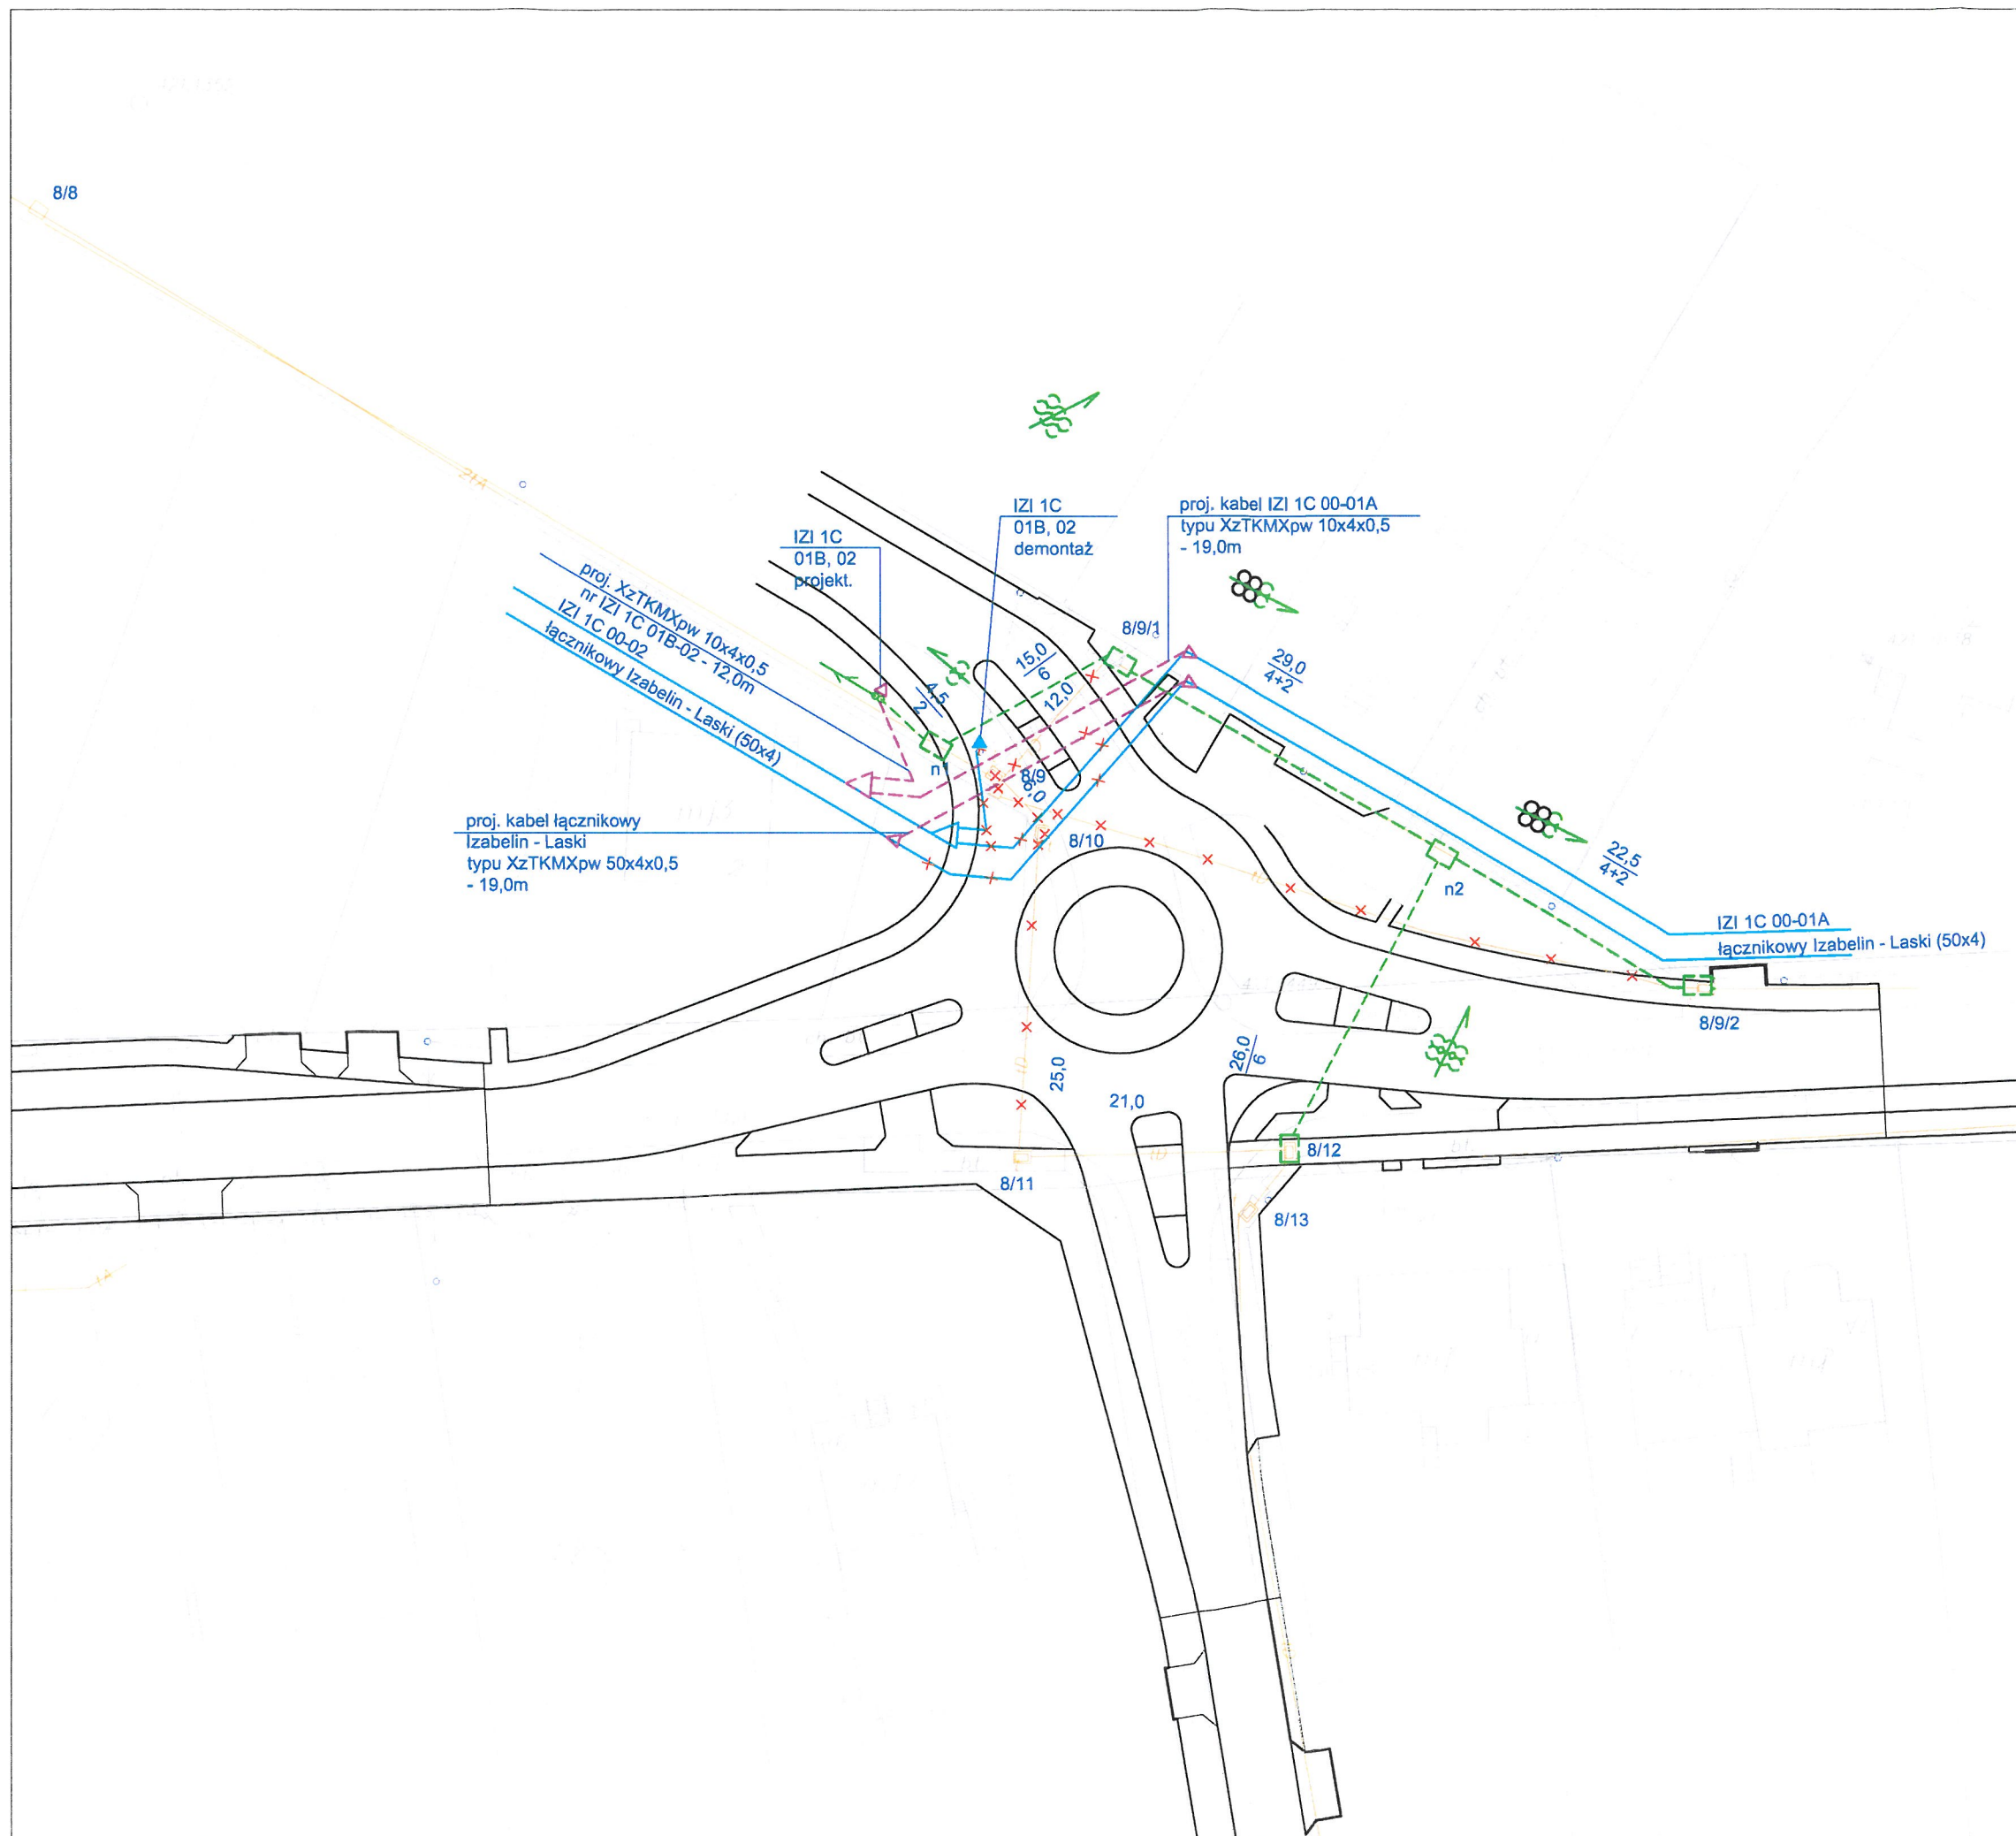 8/8
IZI 1C
01B, 02
demontaż
proj. kabel IZI 1C 00-01A
typu XzTKMXpw 10x4x0,5
- 19,0m
IZI 1C
01B, 02
projekt.
proj. XzTKMXpw 10x4x0,5
nr IZI 1C 01B-02 - 12,0m
IZI 1C 00-02
łącznikowy Izabelin - Laski (50x4)
8/9/1
15,0
6
12,0
29,0
4+2
4,5
2
n1
8/9
8,0
8/10
proj. kabel łącznikowy
Izabelin - Laski
typu XzTKMXpw 50x4x0,5
- 19,0m
22,5
4+2
n2
IZI 1C 00-01A
łącznikowy Izabelin - Laski (50x4)
8/9/2
26,0
6
25,0
21,0
8/12
8/11
8/13